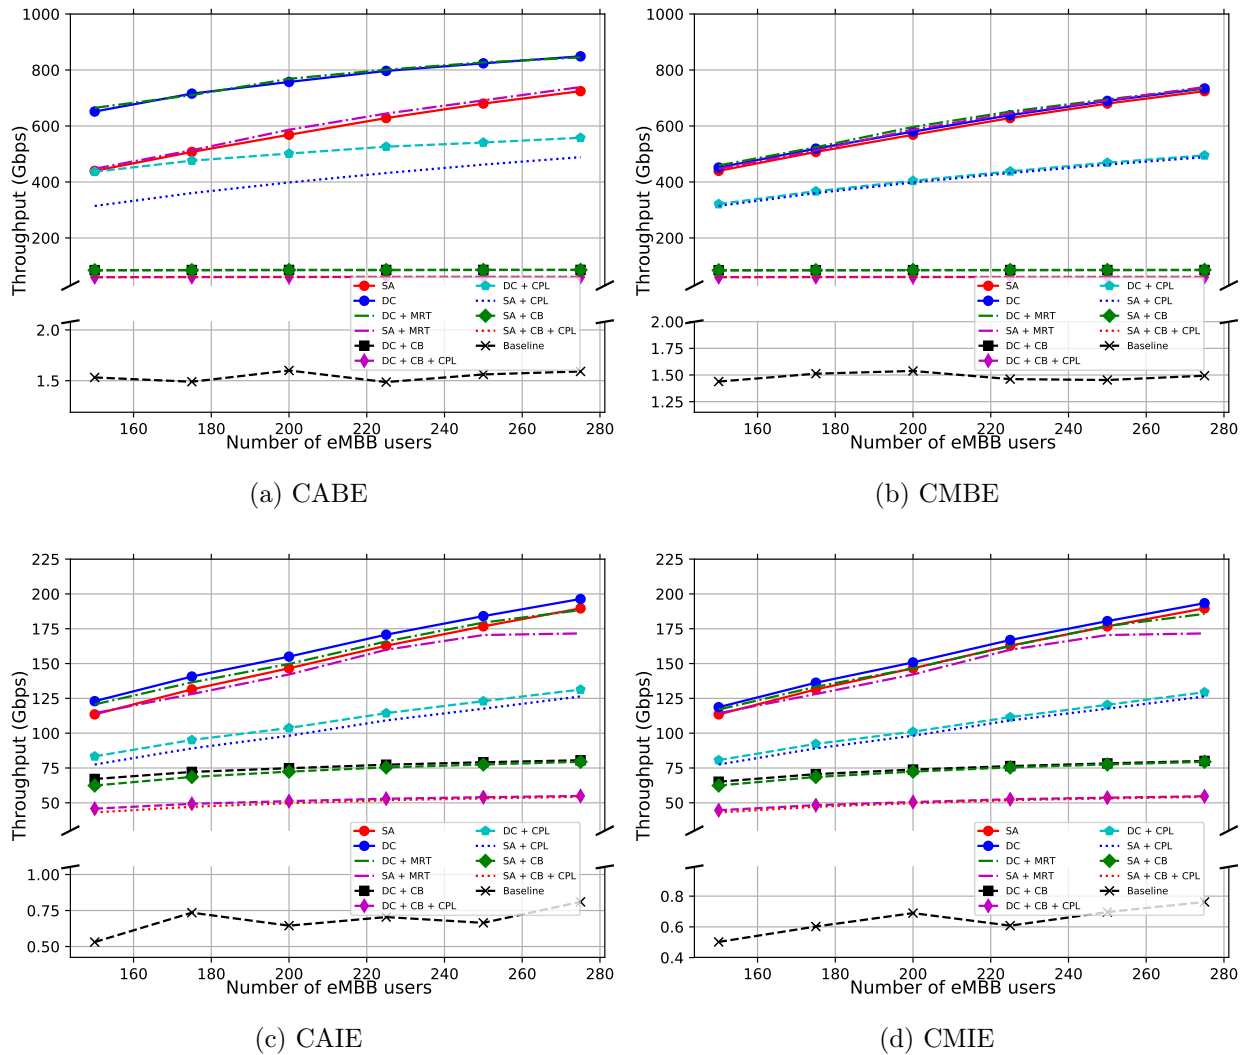 1000
800
600
400
200
Throughput (Gbps)
2.0
1.5
SA
DC
DC + MRT
SA + MRT
DC + CB
DC + CB + CPL
DC + CPL
SA + CPL
SA + CB
SA + CB + CPL
Baseline
160 180 200 220 240 260 280
Number of eMBB users
(a) CABE
1000
800
600
400
200
Throughput (Gbps)
2.00
1.75
1.50
1.25
SA
DC
DC + MRT
SA + MRT
DC + CB
DC + CB + CPL
DC + CPL
SA + CPL
SA + CB
SA + CB + CPL
Baseline
160 180 200 220 240 260 280
Number of eMBB users
(b) CMBE
225
200
175
150
125
100
75
50
Throughput (Gbps)
1.00
0.75
0.50
SA
DC
DC + MRT
SA + MRT
DC + CB
DC + CB + CPL
DC + CPL
SA + CPL
SA + CB
SA + CB + CPL
Baseline
160 180 200 220 240 260 280
Number of eMBB users
(c) CAIE
225
200
175
150
125
100
75
50
Throughput (Gbps)
0.8
0.6
0.4
SA
DC
DC + MRT
SA + MRT
DC + CB
DC + CB + CPL
DC + CPL
SA + CPL
SA + CB
SA + CB + CPL
Baseline
160 180 200 220 240 260 280
Number of eMBB users
(d) CMIE